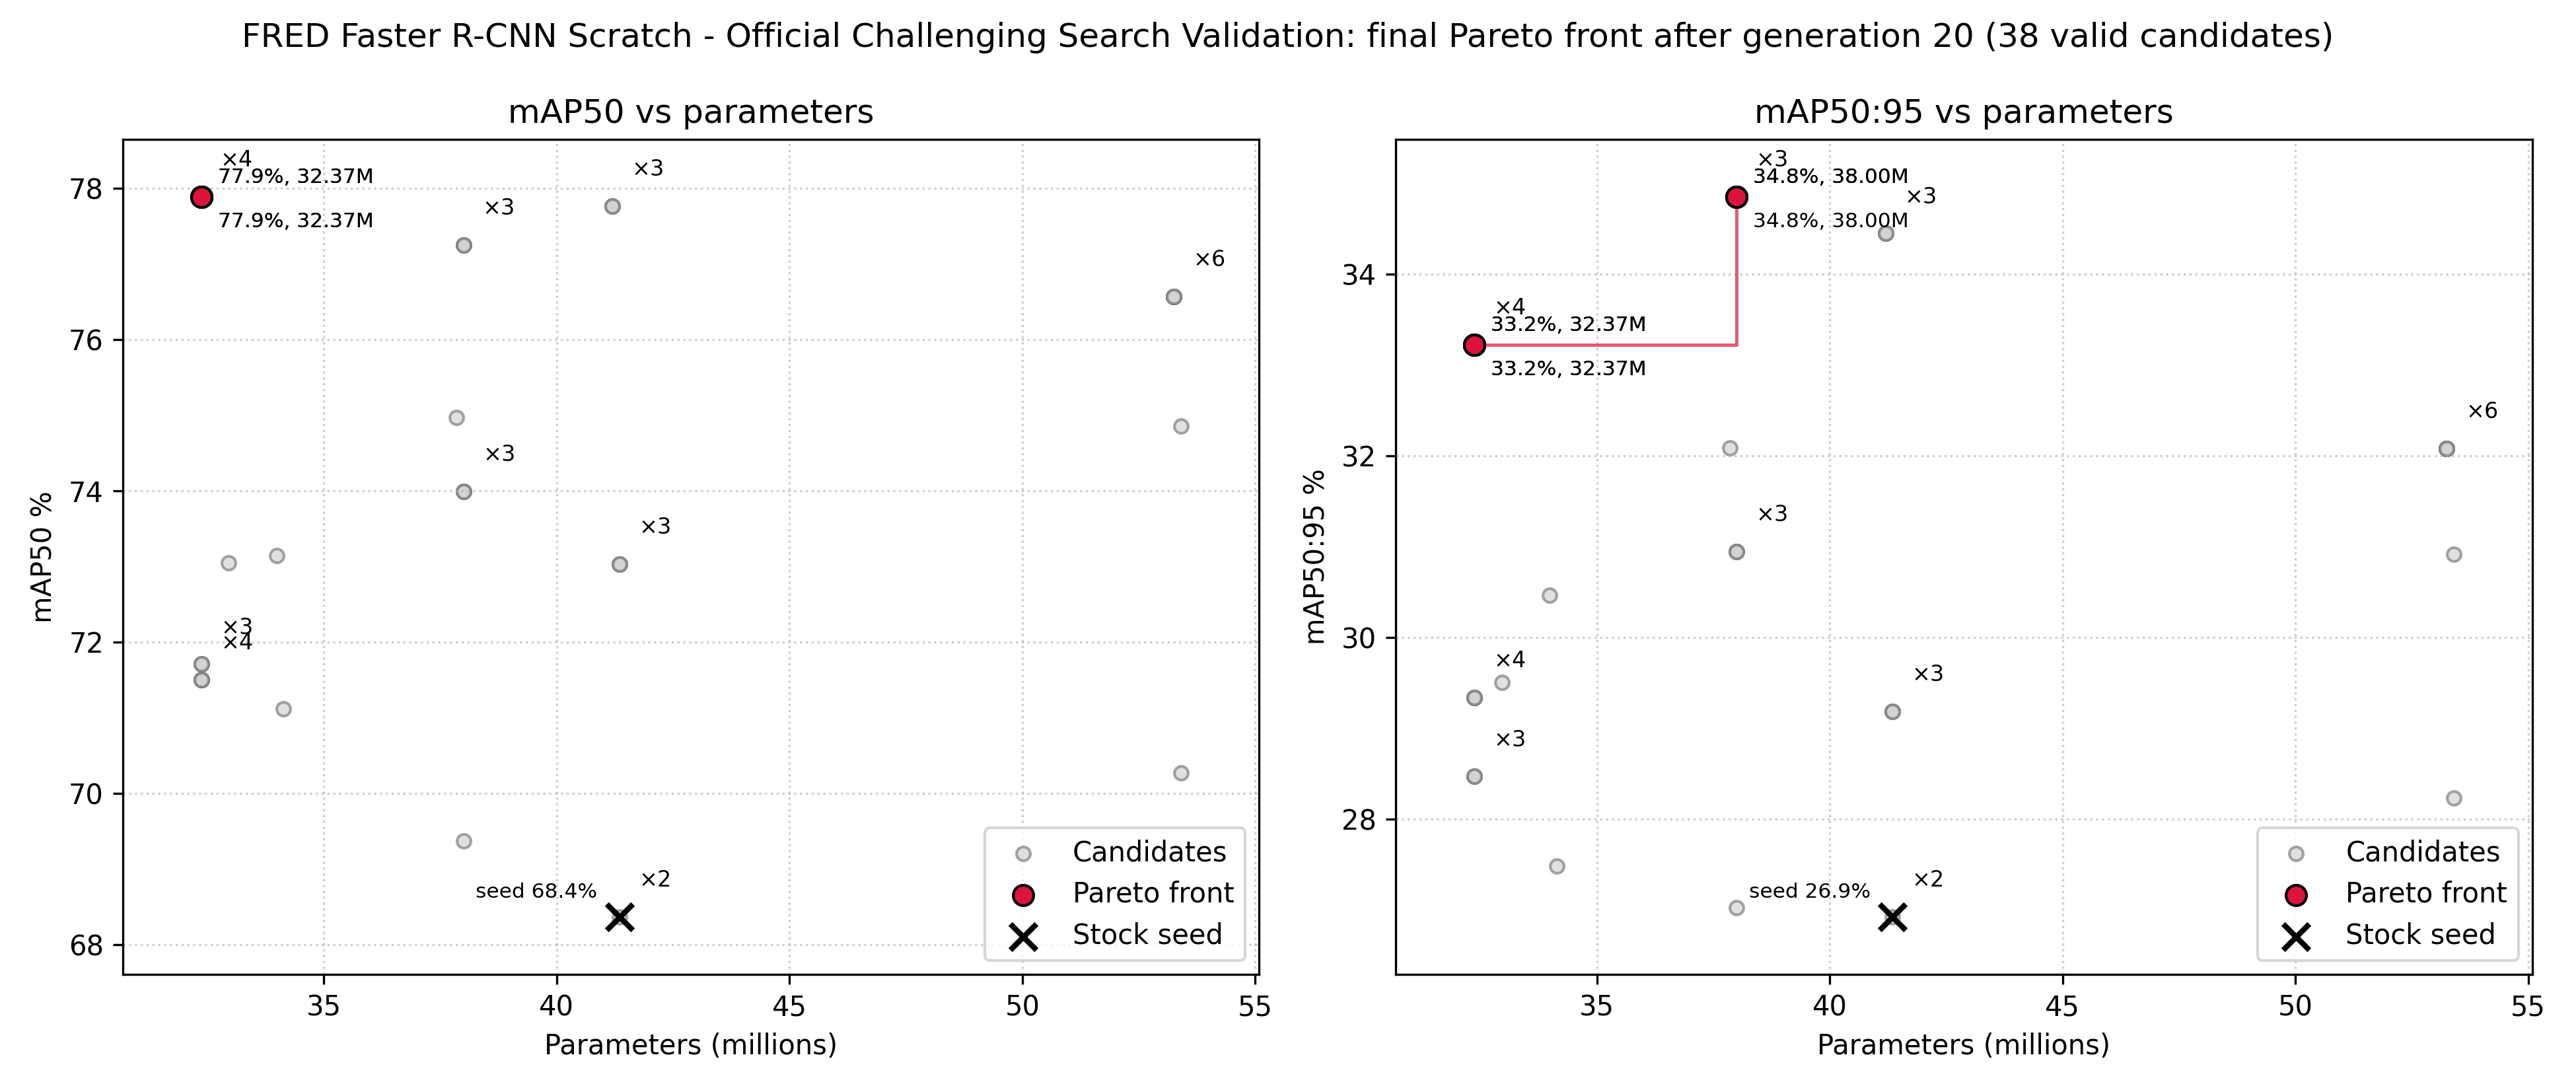 FRED Faster R-CNN Scratch - Official Challenging Search Validation: final Pareto front after generation 20 (38 valid candidates)
mAP50 vs parameters
×4
77.9%, 32.37M
77.9%, 32.37M
×3
×3
×6
×3
×3
×3
×4
seed 68.4%
×2
78
76
74
72
70
68
mAP50 %
35
40
45
50
55
Parameters (millions)
Candidates
Pareto front
Stock seed
mAP50:95 vs parameters
×3
34.8%, 38.00M
×3
34.8%, 38.00M
×4
33.2%, 32.37M
33.2%, 32.37M
×6
×3
×4
×3
×3
seed 26.9%
×2
34
32
30
28
mAP50:95 %
35
40
45
50
55
Parameters (millions)
Candidates
Pareto front
Stock seed